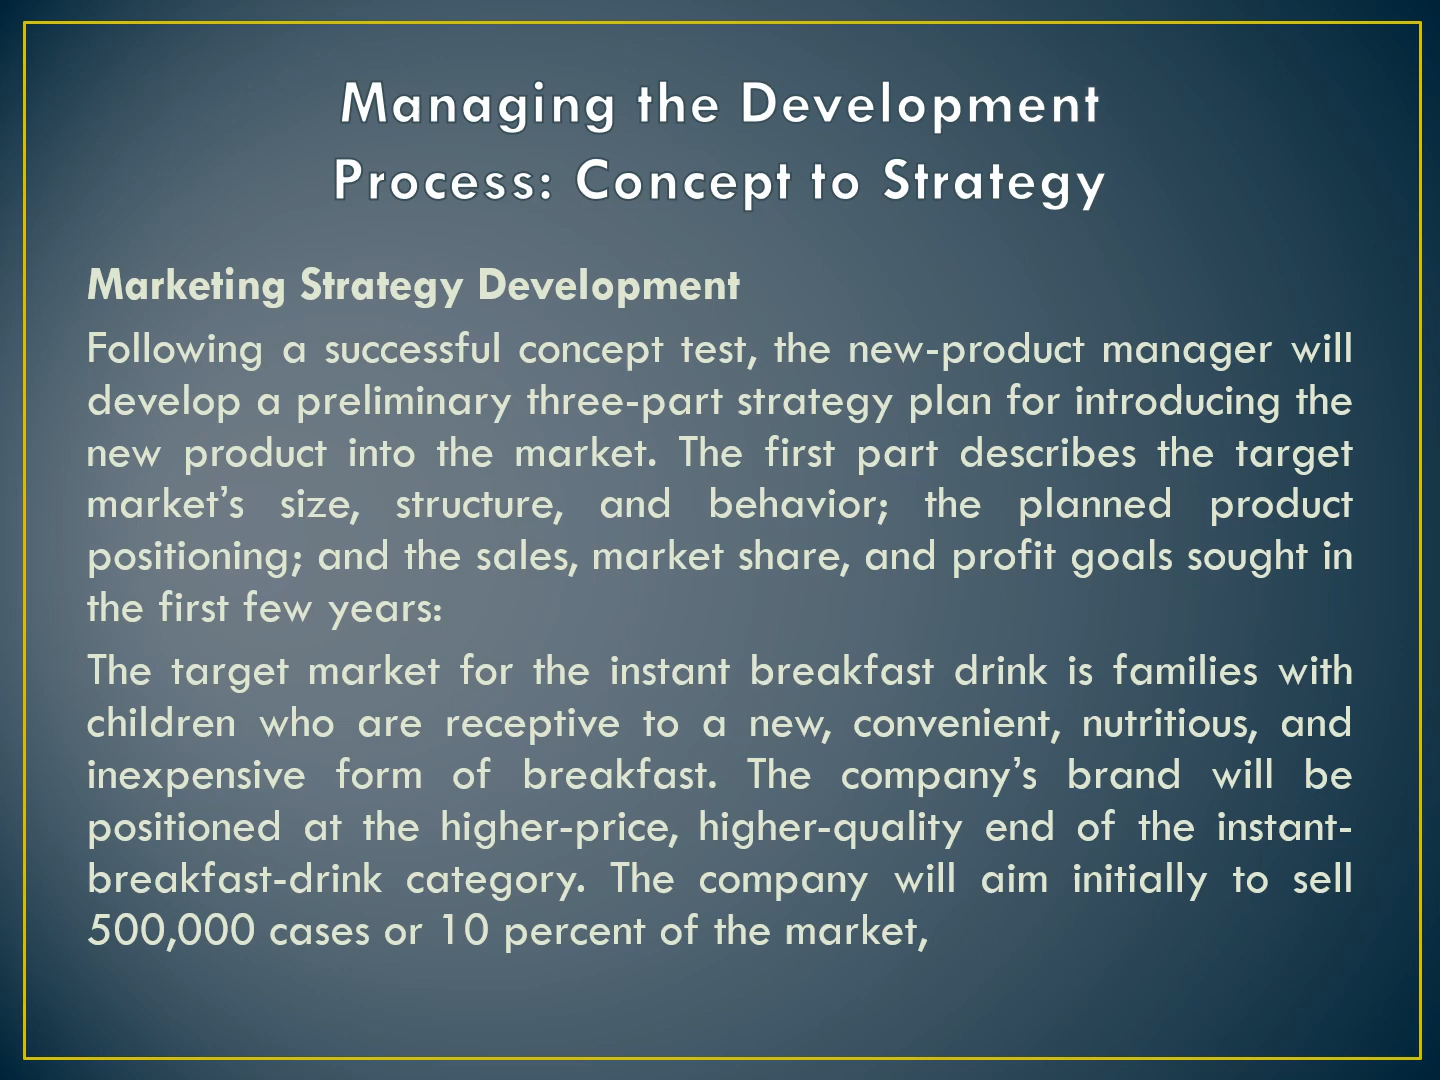 Managing the Development
Process: Concept to Strategy
Marketing Strategy Development
Following a successful concept test, the new-product manager will
develop a preliminary three-part strategy plan for introducing the
new product into the market. The first part describes the target
market’s size, structure, and behavior; the planned product
positioning; and the sales, market share, and profit goals sought in
the first few years:
The target market for the instant breakfast drink is families with
children who are receptive to a new, convenient, nutritious, and
inexpensive form of breakfast. The company’s brand will be
positioned at the higher-price, higher-quality end of the instant-
breakfast-drink category. The company will aim initially to sell
500,000 cases or 10 percent of the market,